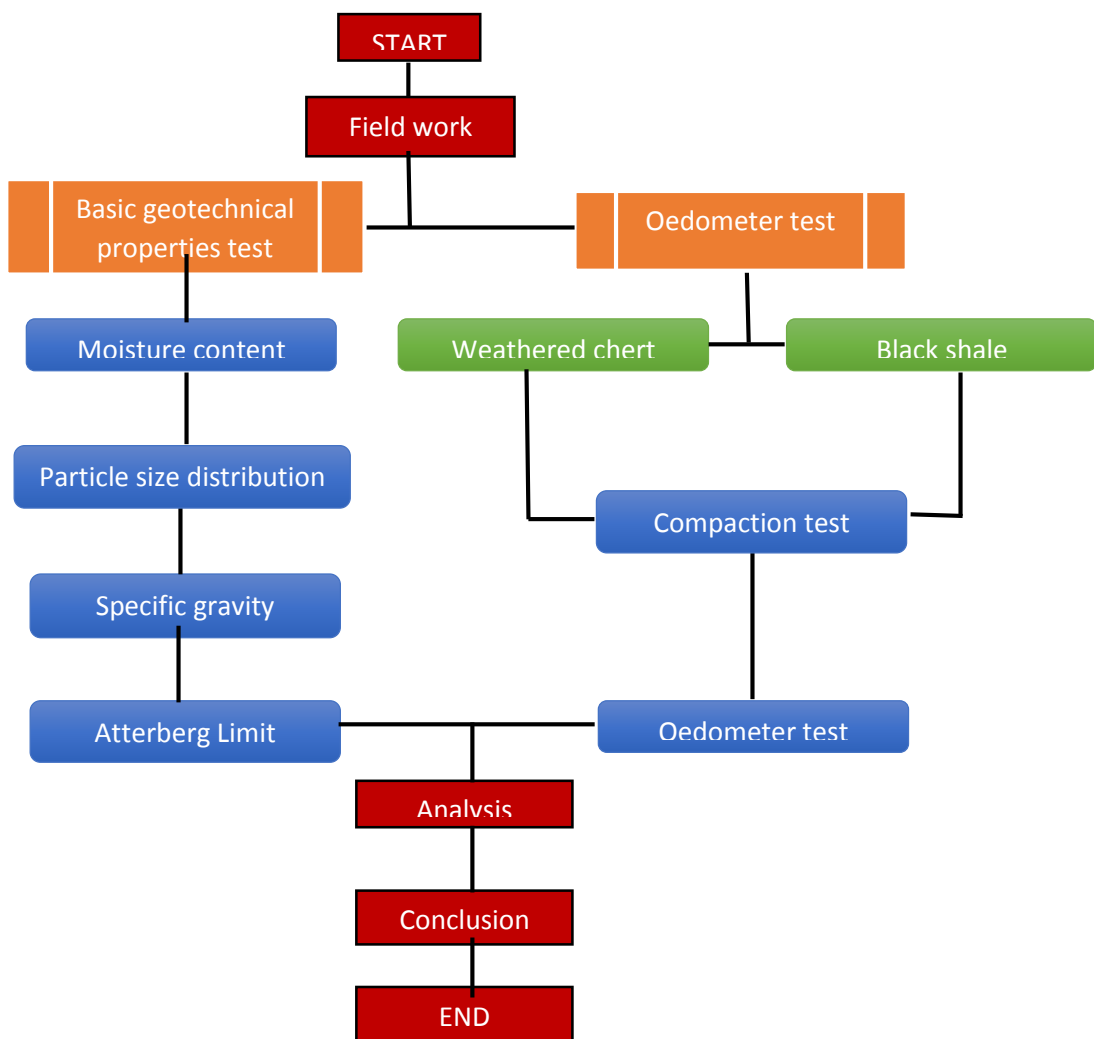 START
Field work
Basic geotechnical
properties test
Oedometer test
Moisture content
Weathered chert
Black shale
Particle size distribution
Compaction test
Specific gravity
Atterberg Limit
Oedometer test
Analysis
Conclusion
END